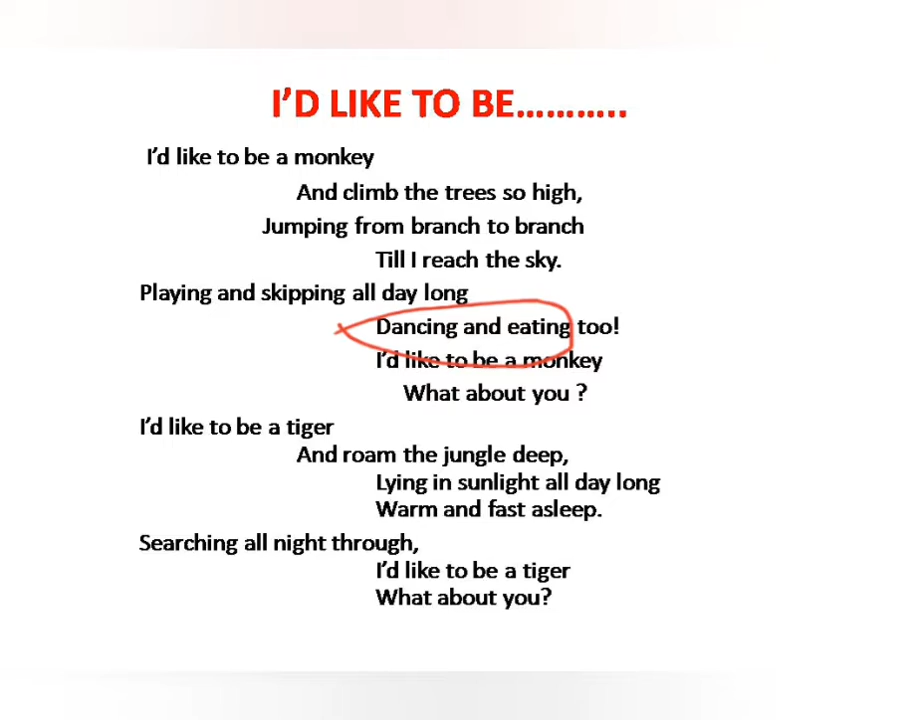 I'D LIKE TO BE...........
I'd like to be a monkey
And climb the trees so high,
Jumping from branch to branch
Till I reach the sky.
Playing and skipping all day long
Dancing and eating too!
I'd like to be a monkey
What about you ?
I'd like to be a tiger
And roam the jungle deep,
Lying in sunlight all day long
Warm and fast asleep.
Searching all night through,
I'd like to be a tiger
What about you?